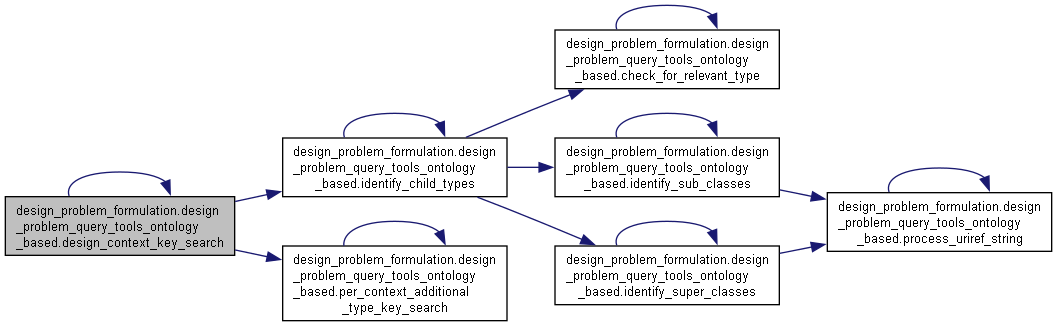 design_problem_formulation.design
_problem_query_tools_ontology
_based.design_context_key_search
design_problem_formulation.design
_problem_query_tools_ontology
_based.identify_child_types
design_problem_formulation.design
_problem_query_tools_ontology
_based.per_context_additional
_type_key_search
design_problem_formulation.design
_problem_query_tools_ontology
_based.check_for_relevant_type
design_problem_formulation.design
_problem_query_tools_ontology
_based.identify_sub_classes
design_problem_formulation.design
_problem_query_tools_ontology
_based.identify_super_classes
design_problem_formulation.design
_problem_query_tools_ontology
_based.process_uriref_string